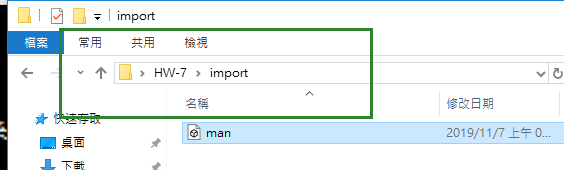 import
檔案 常用 共用 檢視
HW-7 import
名稱 修改日期
快速存取
man 2019/11/7 上午 0...
桌面
下載